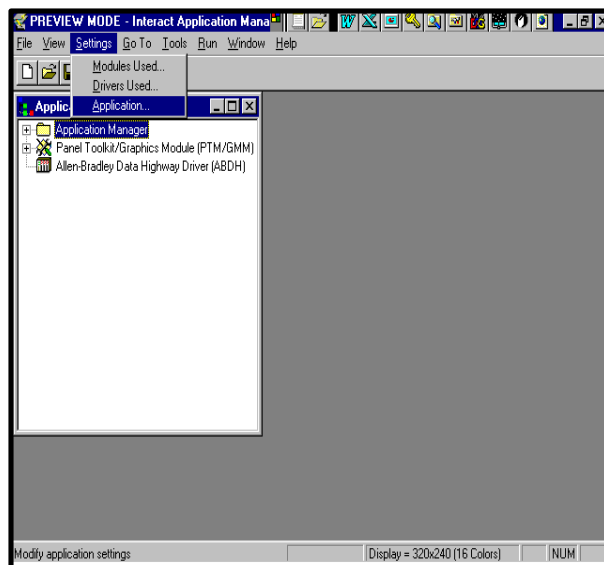 PREVIEW MODE - Interact Application Mana
File View Settings Go To Tools Run Window Help
Modules Used...
Drivers Used...
Application...
Applic
Application Manager
Panel Toolkit/Graphics Module (PTM/GMM)
Allen-Bradley Data Highway Driver (ABDH)
Modify application settings Display = 320x240 (16 Colors) NUM